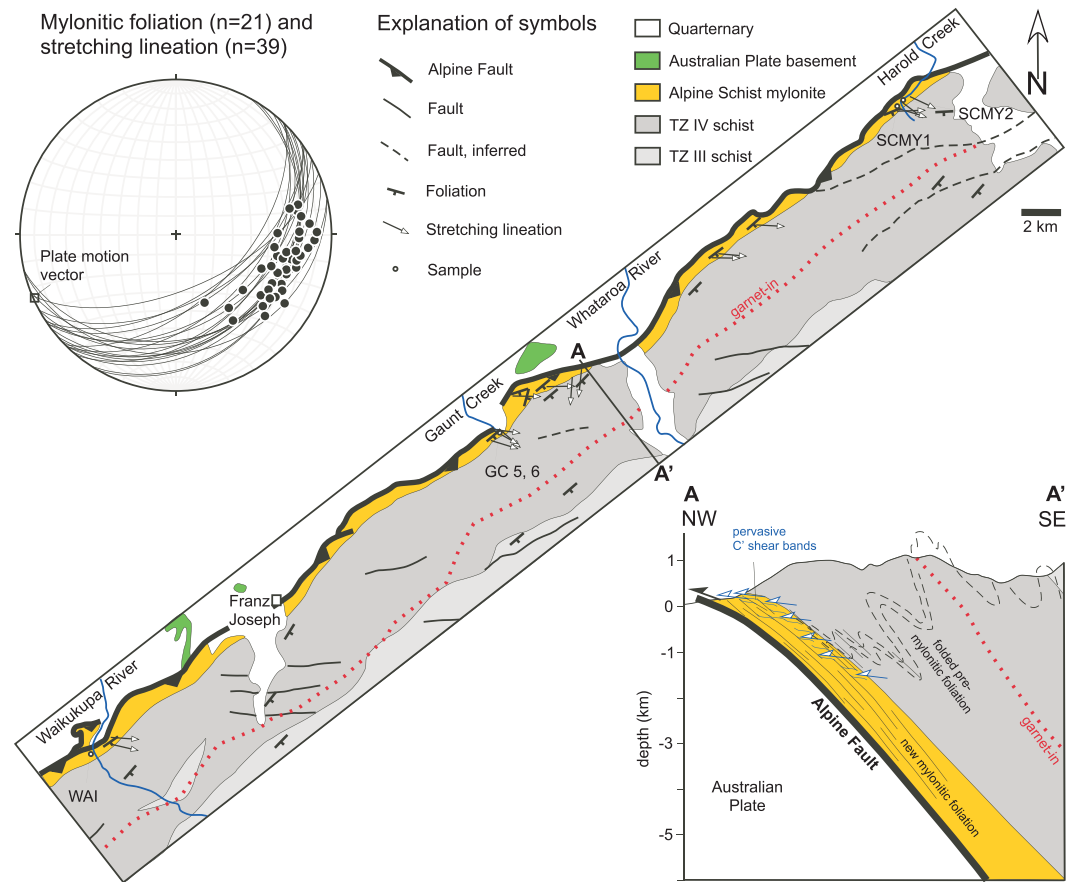 Mylonitic foliation (n=21) and
stretching lineation (n=39)
Plate motion
vector
Explanation of symbols
Alpine Fault
Fault
Fault, inferred
Foliation
Stretching lineation
Sample
Quarternary
Australian Plate basement
Alpine Schist mylonite
TZ IV schist
TZ III schist
N
2 km
Harold Creek
SCMY2
SCMY1
garnet-in
Whataroa River
A
A'
Gaunt Creek
GC 5, 6
Franz
Joseph
Waikukupa River
WAI
A
NW
A'
SE
pervasive
C' shear bands
1
0
-1
-3
-5
depth (km)
folded pre-
mylonitic foliation
garnet-in
Alpine Fault
new mylonitic foliation
Australian
Plate